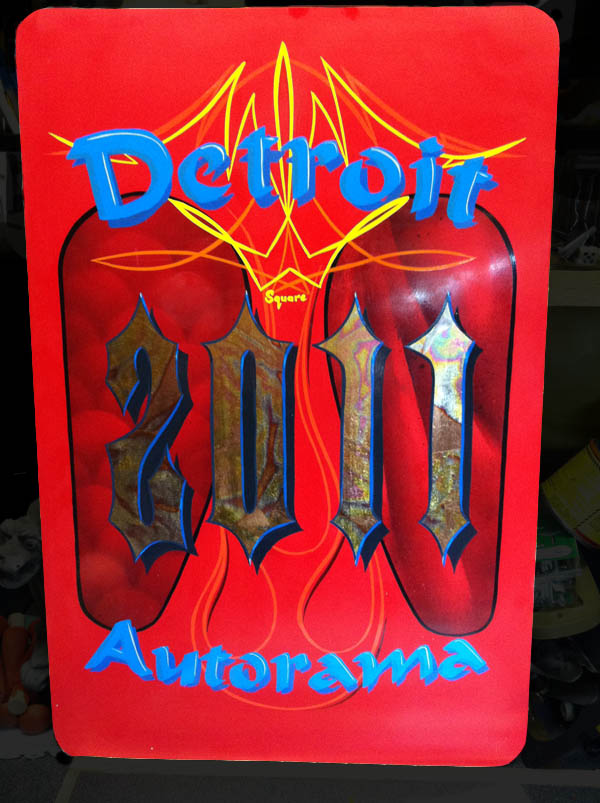 Detroit
Square
2011
Autorama